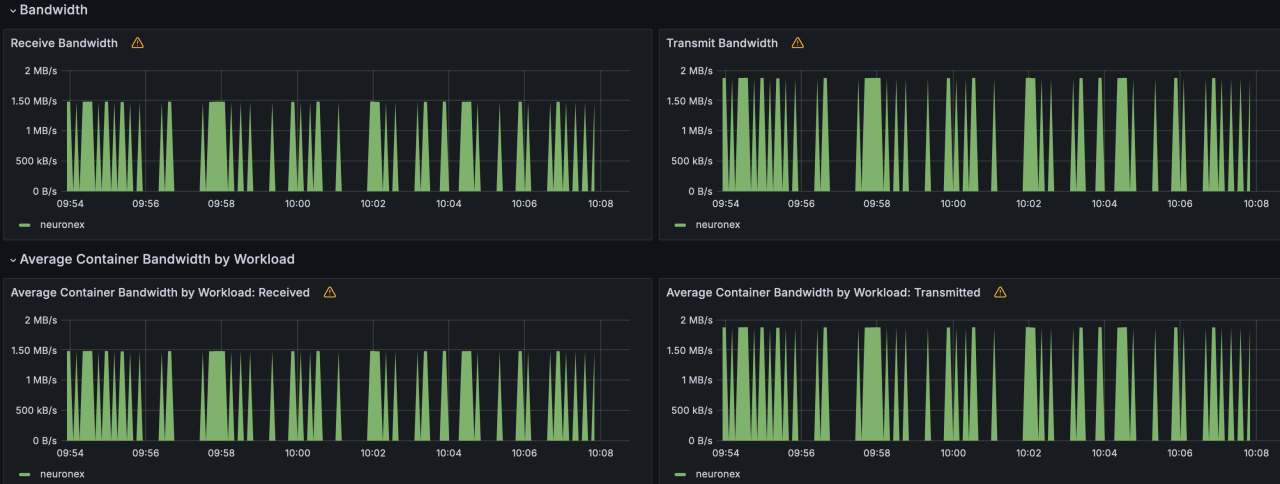 Bandwidth
Receive Bandwidth
2 MB/s
1.50 MB/s
1 MB/s
500 kB/s
0 B/s
09:54 09:56 09:58 10:00 10:02 10:04 10:06 10:08
neuronex
Transmit Bandwidth
2 MB/s
1.50 MB/s
1 MB/s
500 kB/s
0 B/s
09:54 09:56 09:58 10:00 10:02 10:04 10:06 10:08
neuronex
Average Container Bandwidth by Workload
Average Container Bandwidth by Workload: Received
2 MB/s
1.50 MB/s
1 MB/s
500 kB/s
0 B/s
09:54 09:56 09:58 10:00 10:02 10:04 10:06 10:08
neuronex
Average Container Bandwidth by Workload: Transmitted
2 MB/s
1.50 MB/s
1 MB/s
500 kB/s
0 B/s
09:54 09:56 09:58 10:00 10:02 10:04 10:06 10:08
neuronex